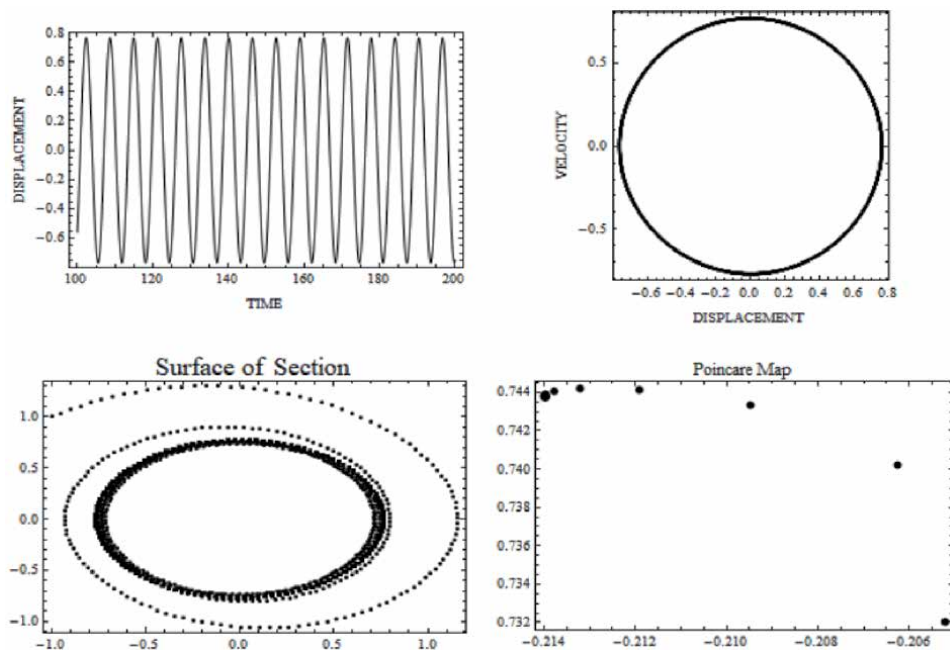 DISPLACEMENT
0.8
0.6
0.4
0.2
0.0
−0.2
−0.4
−0.6
100 120 140 160 180 200
TIME
VELOCITY
0.5
0.0
−0.5
−0.6 −0.4 −0.2 0.0 0.2 0.4 0.6 0.8
DISPLACEMENT
Surface of Section
1.0
0.5
0.0
−0.5
−1.0
−1.0 −0.5 0.0 0.5 1.0
Poincare Map
0.744
0.742
0.740
0.738
0.736
0.734
0.732
−0.214 −0.212 −0.210 −0.208 −0.206